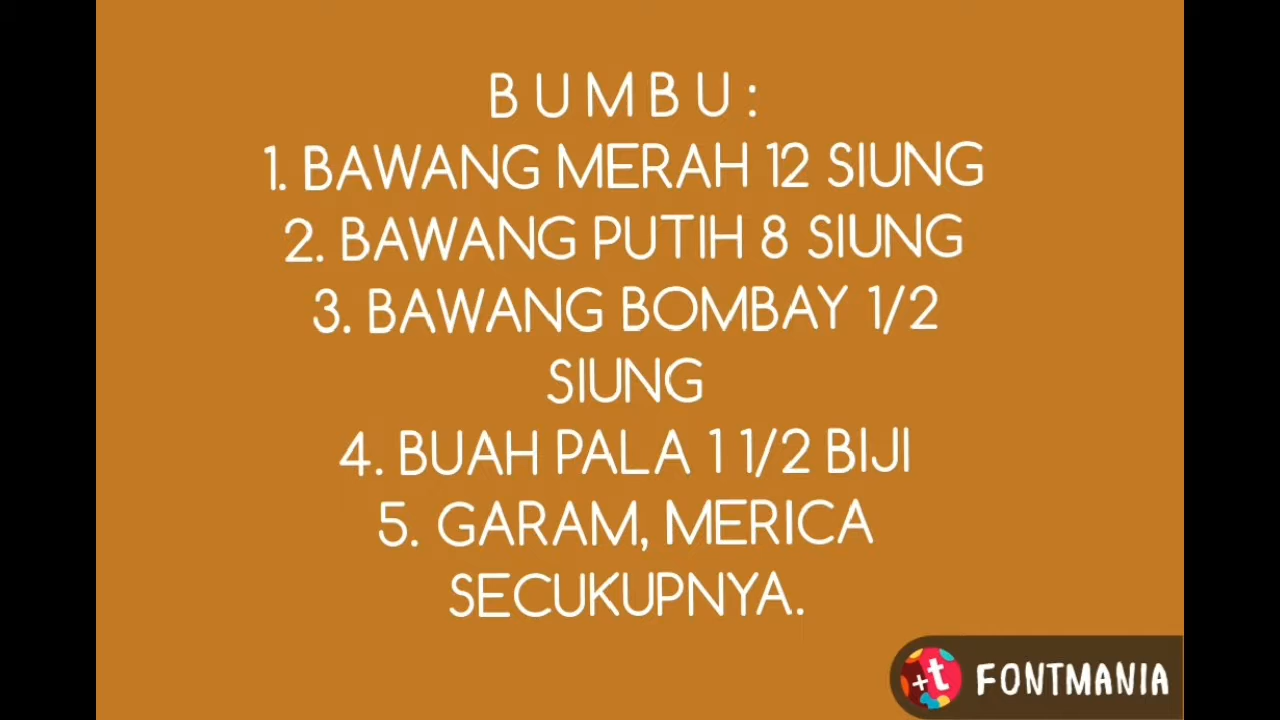 B U M B U :
1. BAWANG MERAH 12 SIUNG
2. BAWANG PUTIH 8 SIUNG
3. BAWANG BOMBAY 1/2
SIUNG
4. BUAH PALA 1 1/2 BIJI
5. GARAM, MERICA
SECUKUPNYA.
+t FONTMANIA